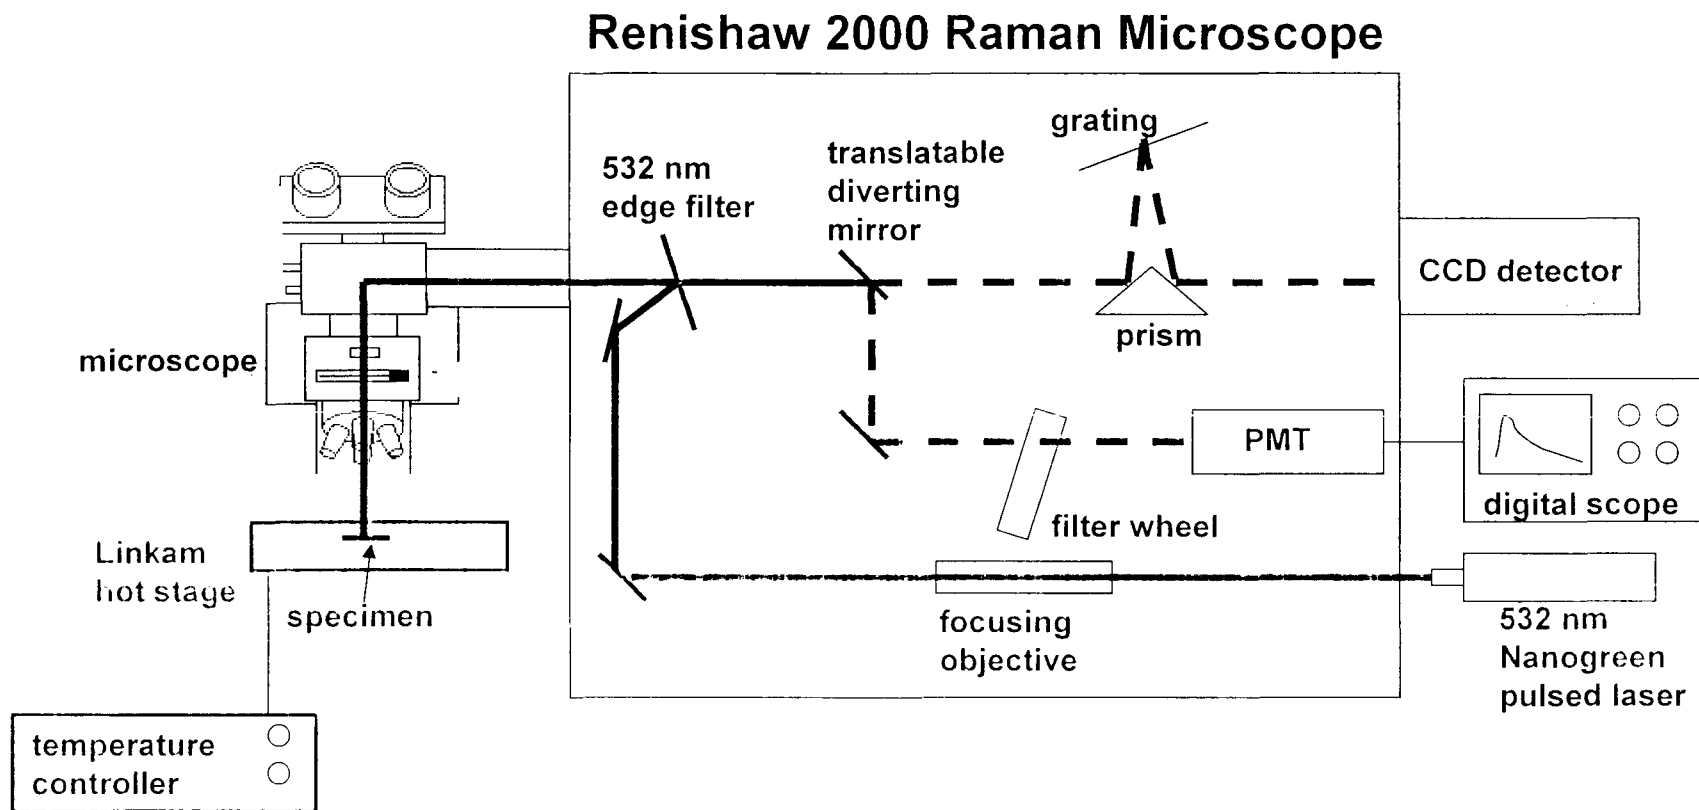 Renishaw 2000 Raman Microscope
grating
translatable
diverting
mirror
532 nm
edge filter
CCD detector
prism
microscope
PMT
digital scope
filter wheel
Linkam
hot stage
specimen
focusing
objective
532 nm
Nanogreen
pulsed laser
temperature
controller